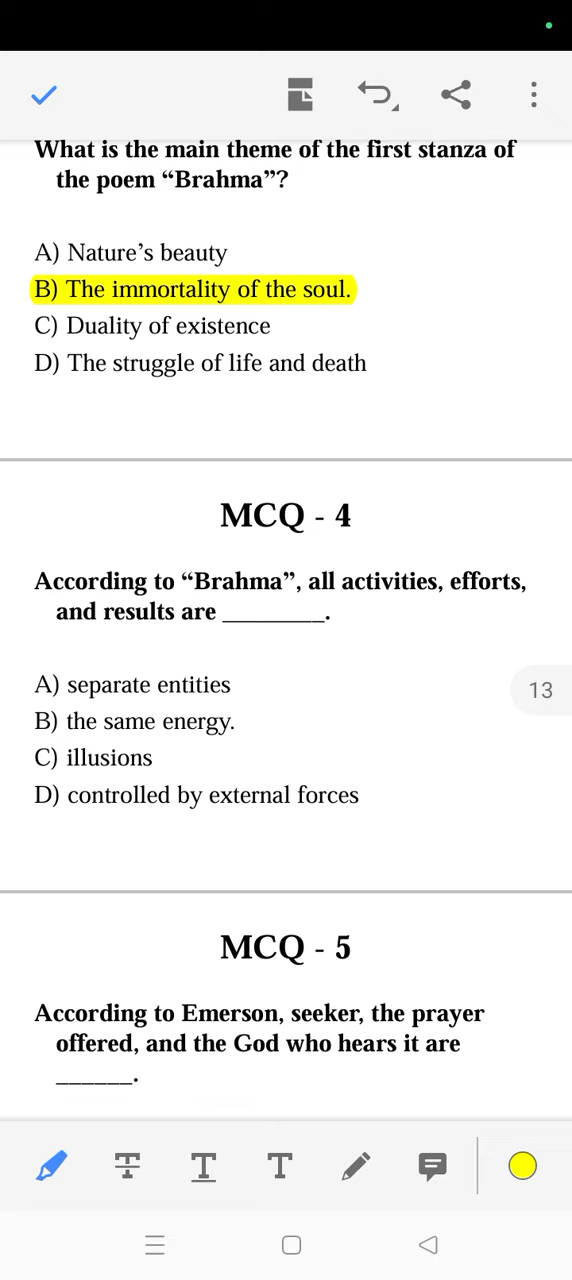 What is the main theme of the first stanza of
the poem “Brahma”?
A) Nature’s beauty
B) The immortality of the soul.
C) Duality of existence
D) The struggle of life and death
MCQ - 4
According to “Brahma”, all activities, efforts,
and results are ________.
A) separate entities
13
B) the same energy.
C) illusions
D) controlled by external forces
MCQ - 5
According to Emerson, seeker, the prayer
offered, and the God who hears it are
______.